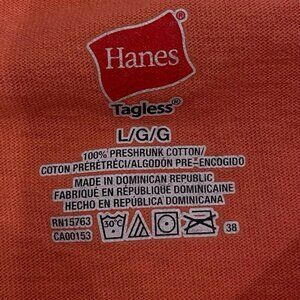 Hanes®
Tagless®
L/G/G
100% PRESHRUNK COTTON/
COTON PRÉRÉTRÉCI/ALGODÓN PRE-ENCOGIDO
MADE IN DOMINICAN REPUBLIC
FABRIQUÉ EN RÉPUBLIQUE DOMINICAINE
HECHO EN REPÚBLICA DOMINICANA
RN15763
CA00153
30°C
38